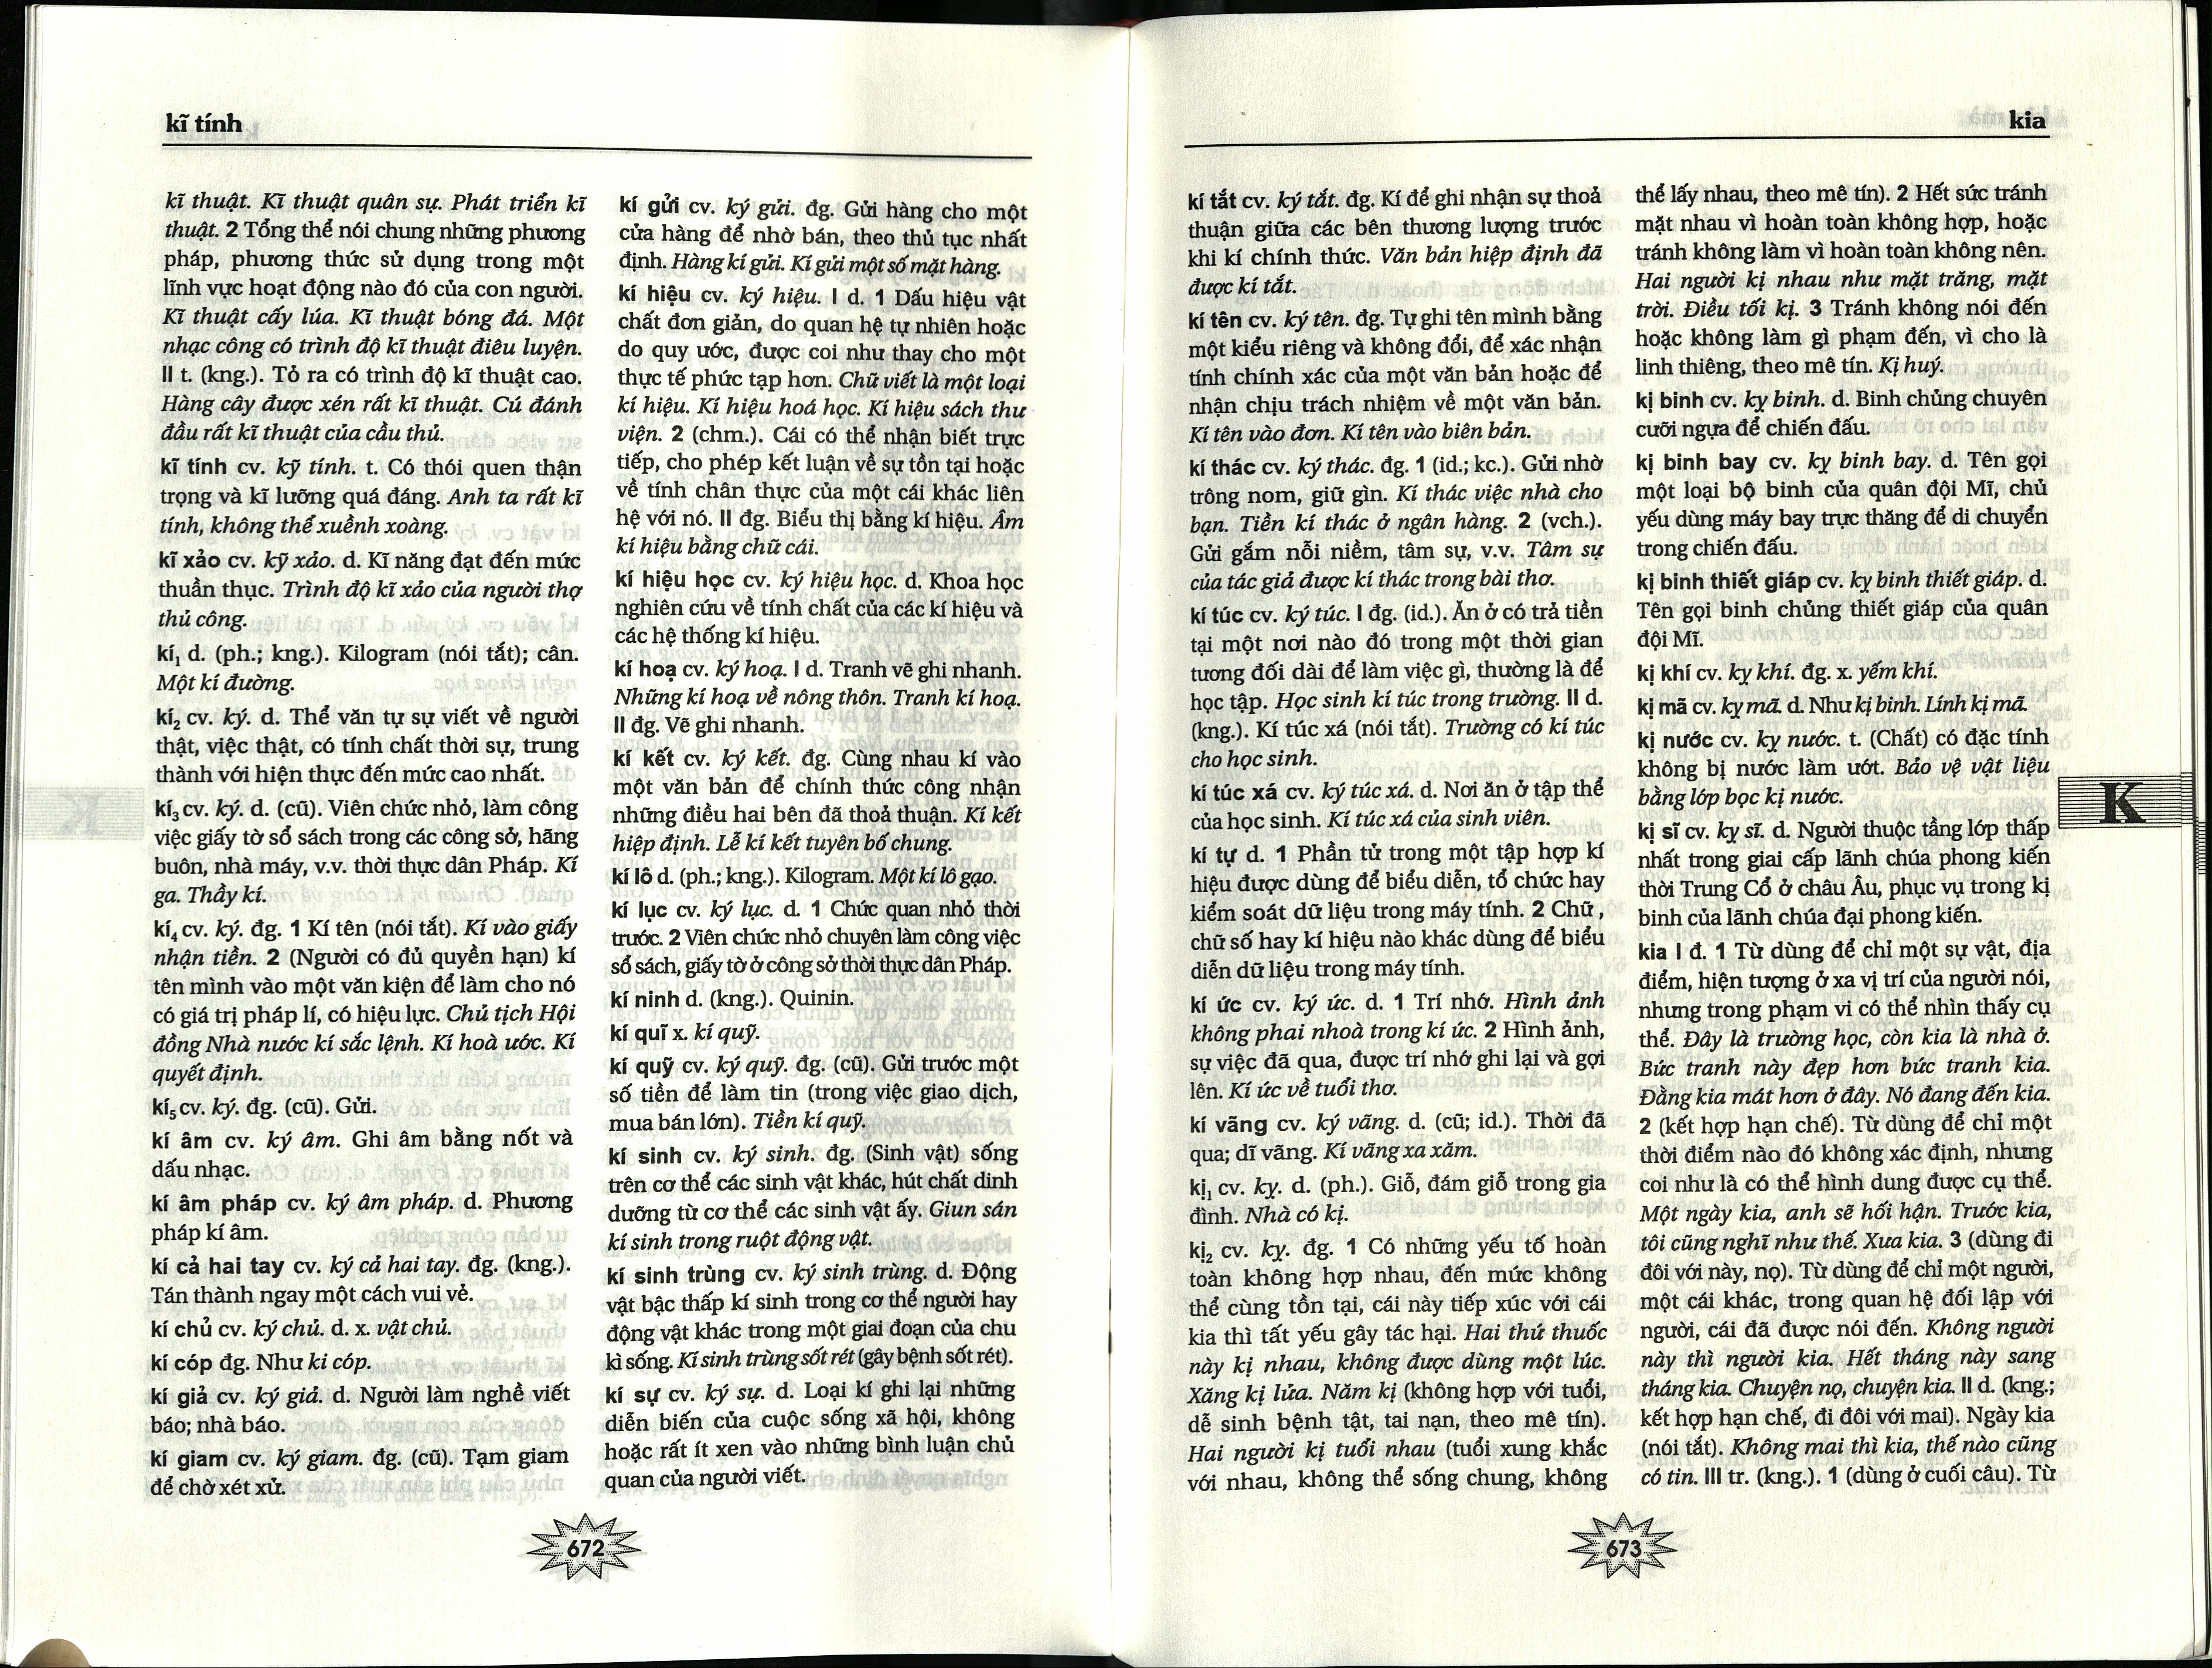 kĩ tính
kĩ thuật. Kĩ thuật quân sự. Phát triển kĩ
thuật. 2 Tổng thể nói chung những phương
pháp, phương thức sử dụng trong một
lĩnh vực hoạt động nào đó của con người.
Kĩ thuật cấy lúa. Kĩ thuật bóng đá. Một
nhạc công có trình độ kĩ thuật điêu luyện.
II t. (kng.). Tỏ ra có trình độ kĩ thuật cao.
Hàng cây được xén rất kĩ thuật. Cú đánh
đầu rất kĩ thuật của cầu thủ.
kĩ tính cv. kỹ tính. t. Có thói quen thận
trọng và kĩ lưỡng quá đáng. Anh ta rất kĩ
tính, không thể xuềnh xoàng.
kĩ xảo cv. kỹ xảo. d. Kĩ năng đạt đến mức
thuần thục. Trình độ kĩ xảo của người thợ
thủ công.
kí₁ d. (ph.; kng.). Kilogram (nói tắt); cân.
Một kí đường.
kí₂ cv. ký. d. Thể văn tự sự viết về người
thật, việc thật, có tính chất thời sự, trung
thành với hiện thực đến mức cao nhất.
kí₃ cv. ký. d. (cũ). Viên chức nhỏ, làm công
việc giấy tờ sổ sách trong các công sở, hãng
buôn, nhà máy, v.v. thời thực dân Pháp. Kí
ga. Thầy kí.
kí₄ cv. ký. đg. 1 Kí tên (nói tắt). Kí vào giấy
nhận tiền. 2 (Người có đủ quyền hạn) kí
tên mình vào một văn kiện để làm cho nó
có giá trị pháp lí, có hiệu lực. Chủ tịch Hội
đồng Nhà nước kí sắc lệnh. Kí hoà ước. Kí
quyết định.
kí₅ cv. ký. đg. (cũ). Gửi.
kí âm cv. ký âm. Ghi âm bằng nốt và
dấu nhạc.
kí âm pháp cv. ký âm pháp. d. Phương
pháp kí âm.
kí cả hai tay cv. ký cả hai tay. đg. (kng.).
Tán thành ngay một cách vui vẻ.
kí chủ cv. ký chủ. d. x. vật chủ.
kí cóp đg. Như ki cóp.
kí giả cv. ký giả. d. Người làm nghề viết
báo; nhà báo.
kí giam cv. ký giam. đg. (cũ). Tạm giam
để chờ xét xử.
kí gửi cv. ký gửi. đg. Gửi hàng cho một
cửa hàng để nhờ bán, theo thủ tục nhất
định. Hàng kí gửi. Kí gửi một số mặt hàng.
kí hiệu cv. ký hiệu. I d. 1 Dấu hiệu vật
chất đơn giản, do quan hệ tự nhiên hoặc
do quy ước, được coi như thay cho một
thực tế phức tạp hơn. Chữ viết là một loại
kí hiệu. Kí hiệu hoá học. Kí hiệu sách thư
viện. 2 (chm.). Cái có thể nhận biết trực
tiếp, cho phép kết luận về sự tồn tại hoặc
về tính chân thực của một cái khác liên
hệ với nó. II đg. Biểu thị bằng kí hiệu. Âm
kí hiệu bằng chữ cái.
kí hiệu học cv. ký hiệu học. d. Khoa học
nghiên cứu về tính chất của các kí hiệu và
các hệ thống kí hiệu.
kí hoạ cv. ký hoạ. I d. Tranh vẽ ghi nhanh.
Những kí hoạ về nông thôn. Tranh kí hoạ.
II đg. Vẽ ghi nhanh.
kí kết cv. ký kết. đg. Cùng nhau kí vào
một văn bản để chính thức công nhận
những điều hai bên đã thoả thuận. Kí kết
hiệp định. Lễ kí kết tuyên bố chung.
kí lô d. (ph.; kng.). Kilogram. Một kí lô gạo.
kí lục cv. ký lục. d. 1 Chức quan nhỏ thời
trước. 2 Viên chức nhỏ chuyên làm công việc
sổ sách, giấy tờ ở công sở thời thực dân Pháp.
kí ninh d. (kng.). Quinin.
kí quĩ x. kí quỹ.
kí quỹ cv. ký quỹ. đg. (cũ). Gửi trước một
số tiền để làm tin (trong việc giao dịch,
mua bán lớn). Tiền kí quỹ.
kí sinh cv. ký sinh. đg. (Sinh vật) sống
trên cơ thể các sinh vật khác, hút chất dinh
dưỡng từ cơ thể các sinh vật ấy. Giun sán
kí sinh trong ruột động vật.
kí sinh trùng cv. ký sinh trùng. d. Động
vật bậc thấp kí sinh trong cơ thể người hay
động vật khác trong một giai đoạn của chu
kì sống. Kí sinh trùng sốt rét (gây bệnh sốt rét).
kí sự cv. ký sự. d. Loại kí ghi lại những
diễn biến của cuộc sống xã hội, không
hoặc rất ít xen vào những bình luận chủ
quan của người viết.
672
kia
kí tắt cv. ký tắt. đg. Kí để ghi nhận sự thoả
thuận giữa các bên thương lượng trước
khi kí chính thức. Văn bản hiệp định đã
được kí tắt.
kí tên cv. ký tên. đg. Tự ghi tên mình bằng
một kiểu riêng và không đổi, để xác nhận
tính chính xác của một văn bản hoặc để
nhận chịu trách nhiệm về một văn bản.
Kí tên vào đơn. Kí tên vào biên bản.
kí thác cv. ký thác. đg. 1 (id.; kc.). Gửi nhờ
trông nom, giữ gìn. Kí thác việc nhà cho
bạn. Tiền kí thác ở ngân hàng. 2 (vch.).
Gửi gắm nỗi niềm, tâm sự, v.v. Tâm sự
của tác giả được kí thác trong bài thơ.
kí túc cv. ký túc. I đg. (id.). Ăn ở có trả tiền
tại một nơi nào đó trong một thời gian
tương đối dài để làm việc gì, thường là để
học tập. Học sinh kí túc trong trường. II d.
(kng.). Kí túc xá (nói tắt). Trường có kí túc
cho học sinh.
kí túc xá cv. ký túc xá. d. Nơi ăn ở tập thể
của học sinh. Kí túc xá của sinh viên.
kí tự d. 1 Phần tử trong một tập hợp kí
hiệu được dùng để biểu diễn, tổ chức hay
kiểm soát dữ liệu trong máy tính. 2 Chữ ,
chữ số hay kí hiệu nào khác dùng để biểu
diễn dữ liệu trong máy tính.
kí ức cv. ký ức. d. 1 Trí nhớ. Hình ảnh
không phai nhoà trong kí ức. 2 Hình ảnh,
sự việc đã qua, được trí nhớ ghi lại và gợi
lên. Kí ức về tuổi thơ.
kí vãng cv. ký vãng. d. (cũ; id.). Thời đã
qua; dĩ vãng. Kí vãng xa xăm.
kị₁ cv. kỵ. d. (ph.). Giỗ, đám giỗ trong gia
đình. Nhà có kị.
kị₂ cv. kỵ. đg. 1 Có những yếu tố hoàn
toàn không hợp nhau, đến mức không
thể cùng tồn tại, cái này tiếp xúc với cái
kia thì tất yếu gây tác hại. Hai thứ thuốc
này kị nhau, không được dùng một lúc.
Xăng kị lửa. Năm kị (không hợp với tuổi,
dễ sinh bệnh tật, tai nạn, theo mê tín).
Hai người kị tuổi nhau (tuổi xung khắc
với nhau, không thể sống chung, không
thể lấy nhau, theo mê tín). 2 Hết sức tránh
mặt nhau vì hoàn toàn không hợp, hoặc
tránh không làm vì hoàn toàn không nên.
Hai người kị nhau như mặt trăng, mặt
trời. Điều tối kị. 3 Tránh không nói đến
hoặc không làm gì phạm đến, vì cho là
linh thiêng, theo mê tín. Kị huý.
kị binh cv. kỵ binh. d. Binh chủng chuyên
cưỡi ngựa để chiến đấu.
kị binh bay cv. kỵ binh bay. d. Tên gọi
một loại bộ binh của quân đội Mĩ, chủ
yếu dùng máy bay trực thăng để di chuyển
trong chiến đấu.
kị binh thiết giáp cv. kỵ binh thiết giáp. d.
Tên gọi binh chủng thiết giáp của quân
đội Mĩ.
kị khí cv. kỵ khí. đg. x. yếm khí.
kị mã cv. kỵ mã. d. Như kị binh. Lính kị mã.
kị nước cv. kỵ nước. t. (Chất) có đặc tính
không bị nước làm ướt. Bảo vệ vật liệu
bằng lớp bọc kị nước.
kị sĩ cv. kỵ sĩ. d. Người thuộc tầng lớp thấp
nhất trong giai cấp lãnh chúa phong kiến
thời Trung Cổ ở châu Âu, phục vụ trong kị
binh của lãnh chúa đại phong kiến.
kia I đ. 1 Từ dùng để chỉ một sự vật, địa
điểm, hiện tượng ở xa vị trí của người nói,
nhưng trong phạm vi có thể nhìn thấy cụ
thể. Đây là trường học, còn kia là nhà ở.
Bức tranh này đẹp hơn bức tranh kia.
Đằng kia mát hơn ở đây. Nó đang đến kia.
2 (kết hợp hạn chế). Từ dùng để chỉ một
thời điểm nào đó không xác định, nhưng
coi như là có thể hình dung được cụ thể.
Một ngày kia, anh sẽ hối hận. Trước kia,
tôi cũng nghĩ như thế. Xưa kia. 3 (dùng đi
đôi với này, nọ). Từ dùng để chỉ một người,
một cái khác, trong quan hệ đối lập với
người, cái đã được nói đến. Không người
này thì người kia. Hết tháng này sang
tháng kia. Chuyện nọ, chuyện kia. II d. (kng.;
kết hợp hạn chế, đi đôi với mai). Ngày kia
(nói tắt). Không mai thì kia, thế nào cũng
có tin. III tr. (kng.). 1 (dùng ở cuối câu). Từ
K
673